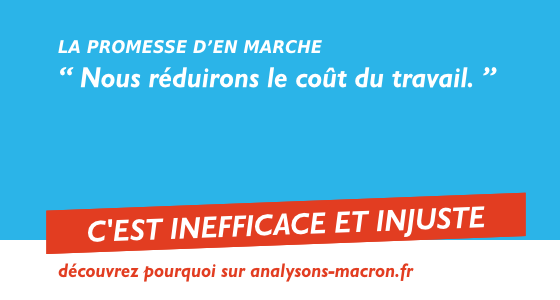 LA PROMESSE D’EN MARCHE
“ Nous réduirons le coût du travail. ”
C'EST INEFFICACE ET INJUSTE
découvrez pourquoi sur analysons-macron.fr